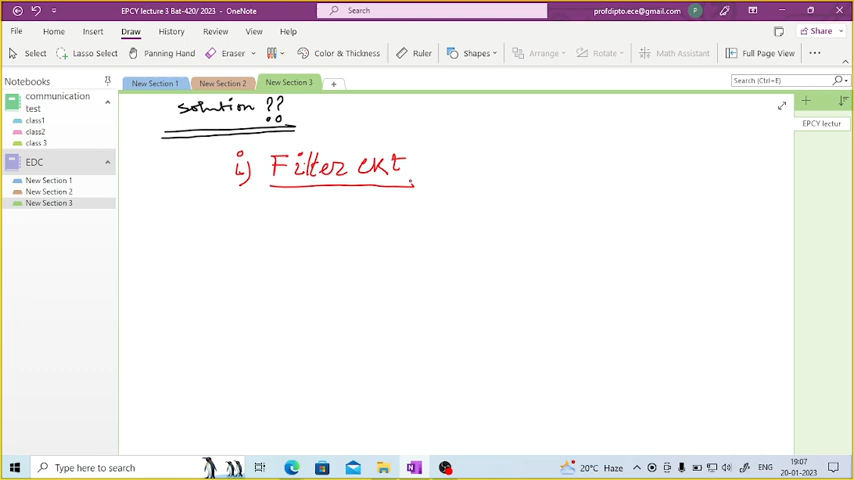 EPCY lecture 3 Bat-420/ 2023 - OneNote
Search
profdipto.ece@gmail.com
P
File Home Insert Draw History Review View Help
Share
Select Lasso Select Panning Hand Eraser Color & Thickness Ruler Shapes Arrange Rotate Math Assistant Full Page View
Notebooks
New Section 1 New Section 2 New Section 3
Search (Ctrl+E)
communication
test
class1
class2
class 3
EDC
New Section 1
New Section 2
New Section 3
EPCY lectur
solution ??
i) Filter ckt
Type here to search
20°C Haze
ENG
19:07
20-01-2023